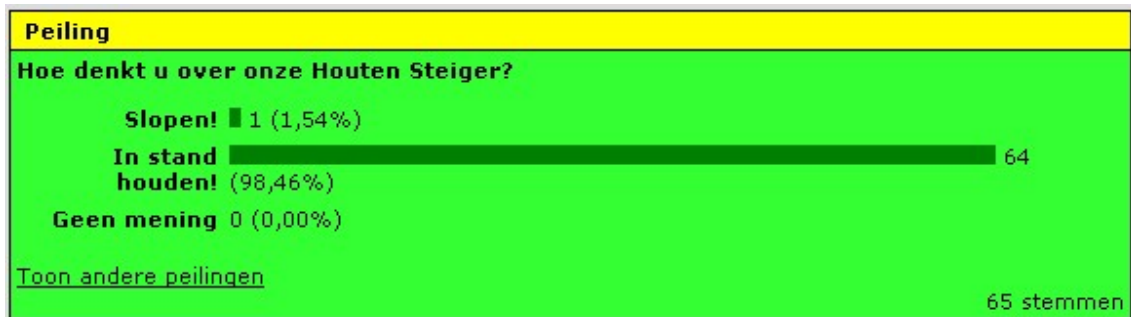 Peiling
Hoe denkt u over onze Houten Steiger?
Slopen! 1 (1,54%)
In stand 64
houden! (98,46%)
Geen mening 0 (0,00%)
Toon andere peilingen
65 stemmen